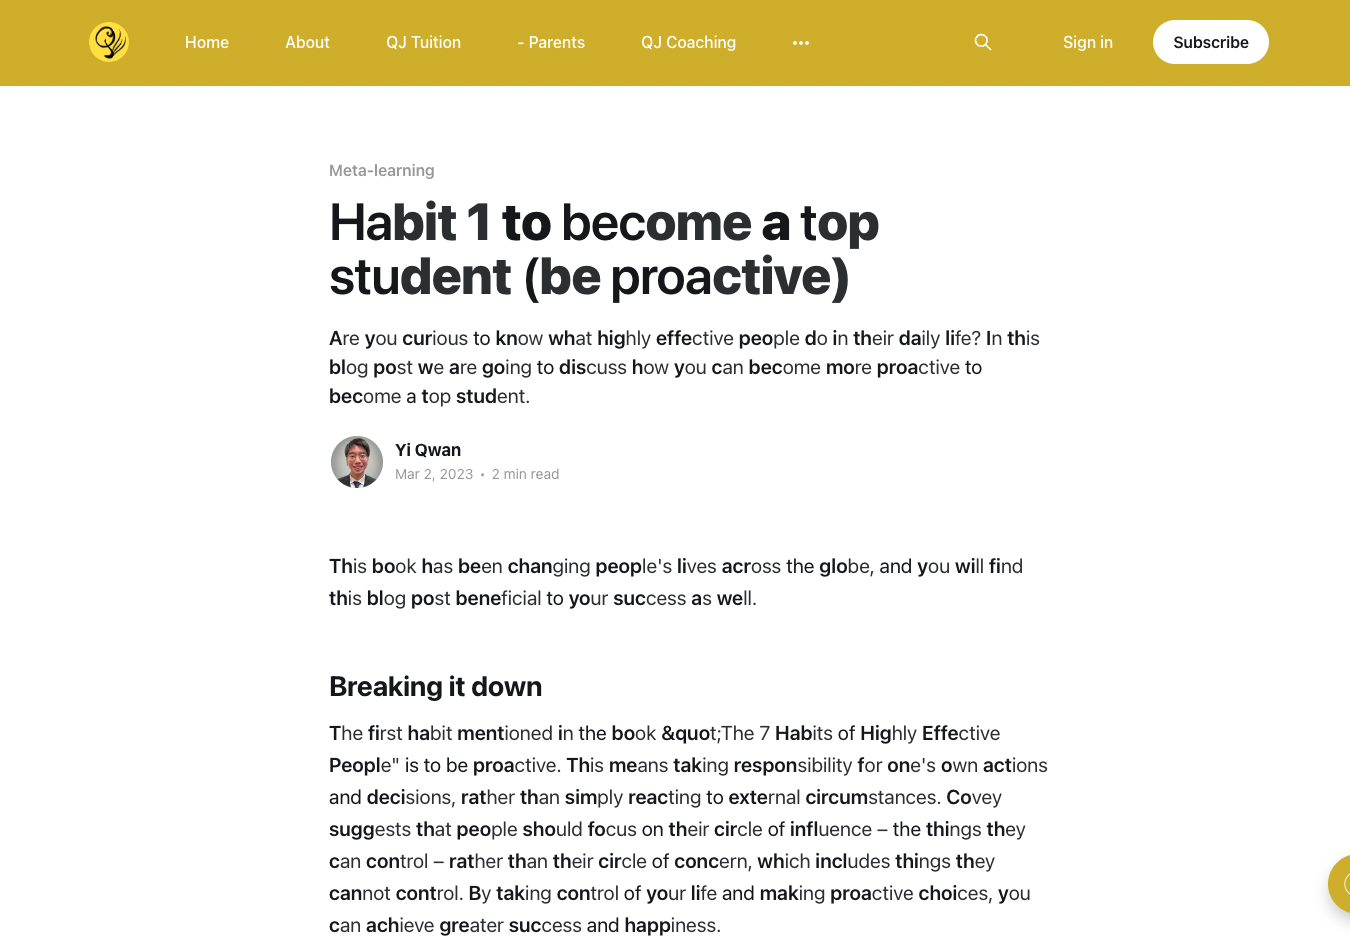 Home About QJ Tuition - Parents QJ Coaching Sign in Subscribe
Meta-learning
Habit 1 to become a top
student (be proactive)
Are you curious to know what highly effective people do in their daily life? In this
blog post we are going to discuss how you can become more proactive to
become a top student.
Yi Qwan
Mar 2, 2023 • 2 min read
This book has been changing people's lives across the globe, and you will find
this blog post beneficial to your success as well.
Breaking it down
The first habit mentioned in the book &quot;The 7 Habits of Highly Effective
People" is to be proactive. This means taking responsibility for one's own actions
and decisions, rather than simply reacting to external circumstances. Covey
suggests that people should focus on their circle of influence – the things they
can control – rather than their circle of concern, which includes things they
cannot control. By taking control of your life and making proactive choices, you
can achieve greater success and happiness.